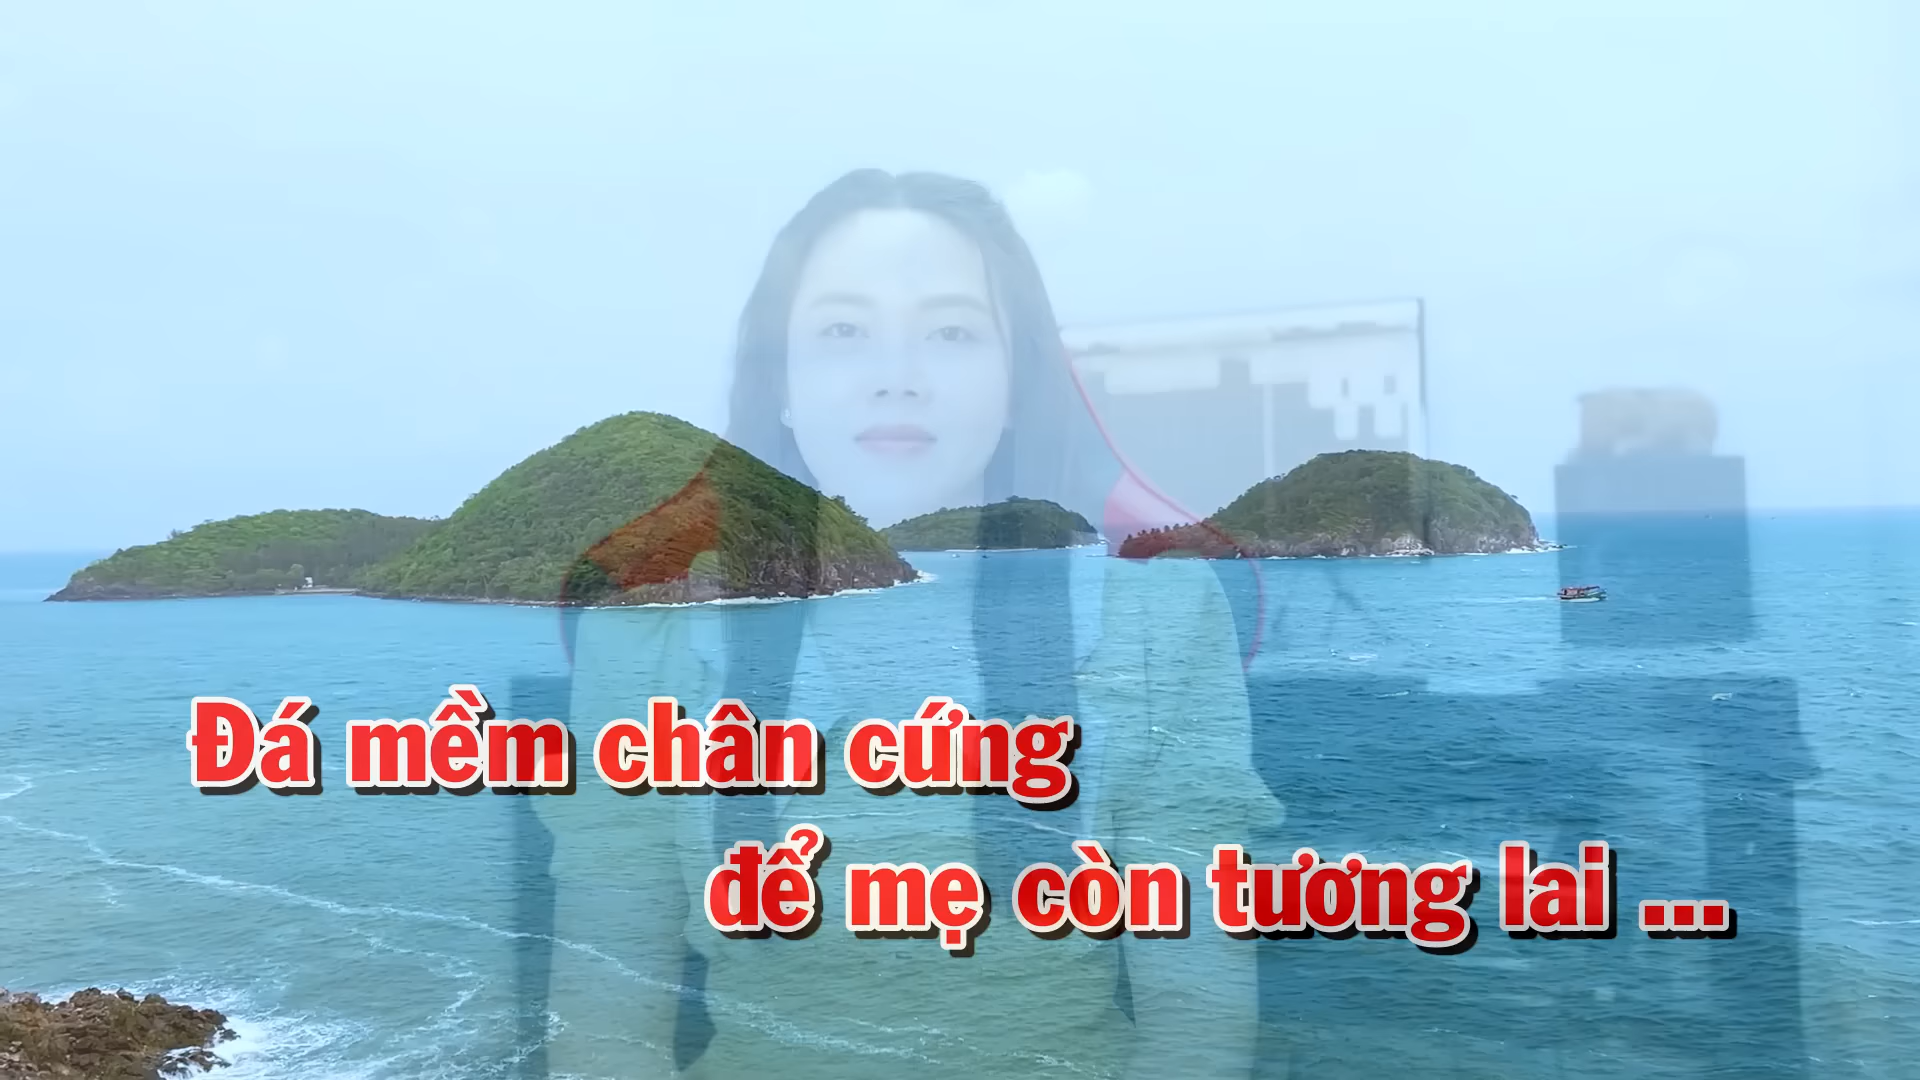 Đá mềm chân cứng
để mẹ còn tương lai ...